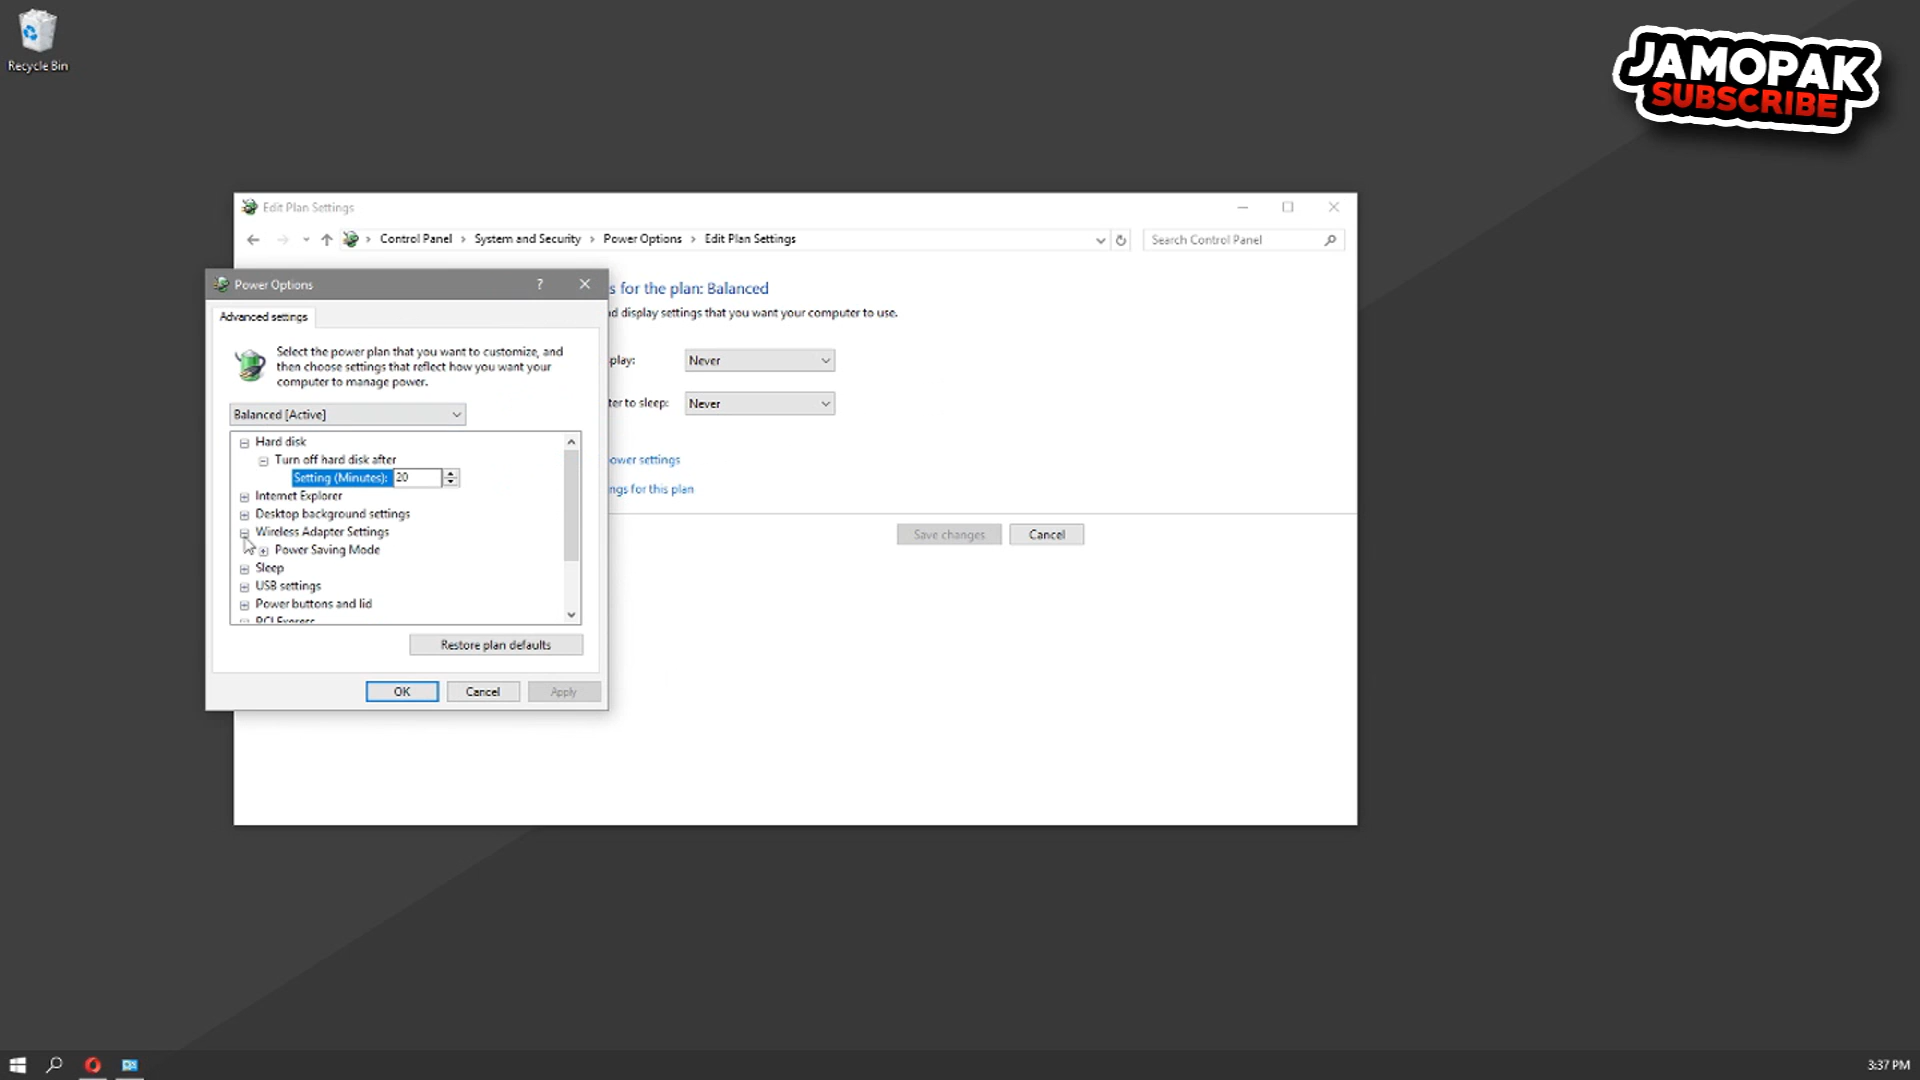 Recycle Bin
JAMOPAK
SUBSCRIBE
Edit Plan Settings
Control Panel > System and Security > Power Options > Edit Plan Settings
Search Control Panel
Power Options
?
Advanced settings
Select the power plan that you want to customize, and
then choose settings that reflect how you want your
computer to manage power.
Balanced [Active]
Hard disk
Turn off hard disk after
Setting (Minutes): 20
Internet Explorer
Desktop background settings
Wireless Adapter Settings
Power Saving Mode
Sleep
USB settings
Power buttons and lid
PCI Express
Restore plan defaults
OK
Cancel
Apply
s for the plan: Balanced
d display settings that you want your computer to use.
play:
Never
ter to sleep:
Never
ower settings
ngs for this plan
Save changes
Cancel
3:37 PM